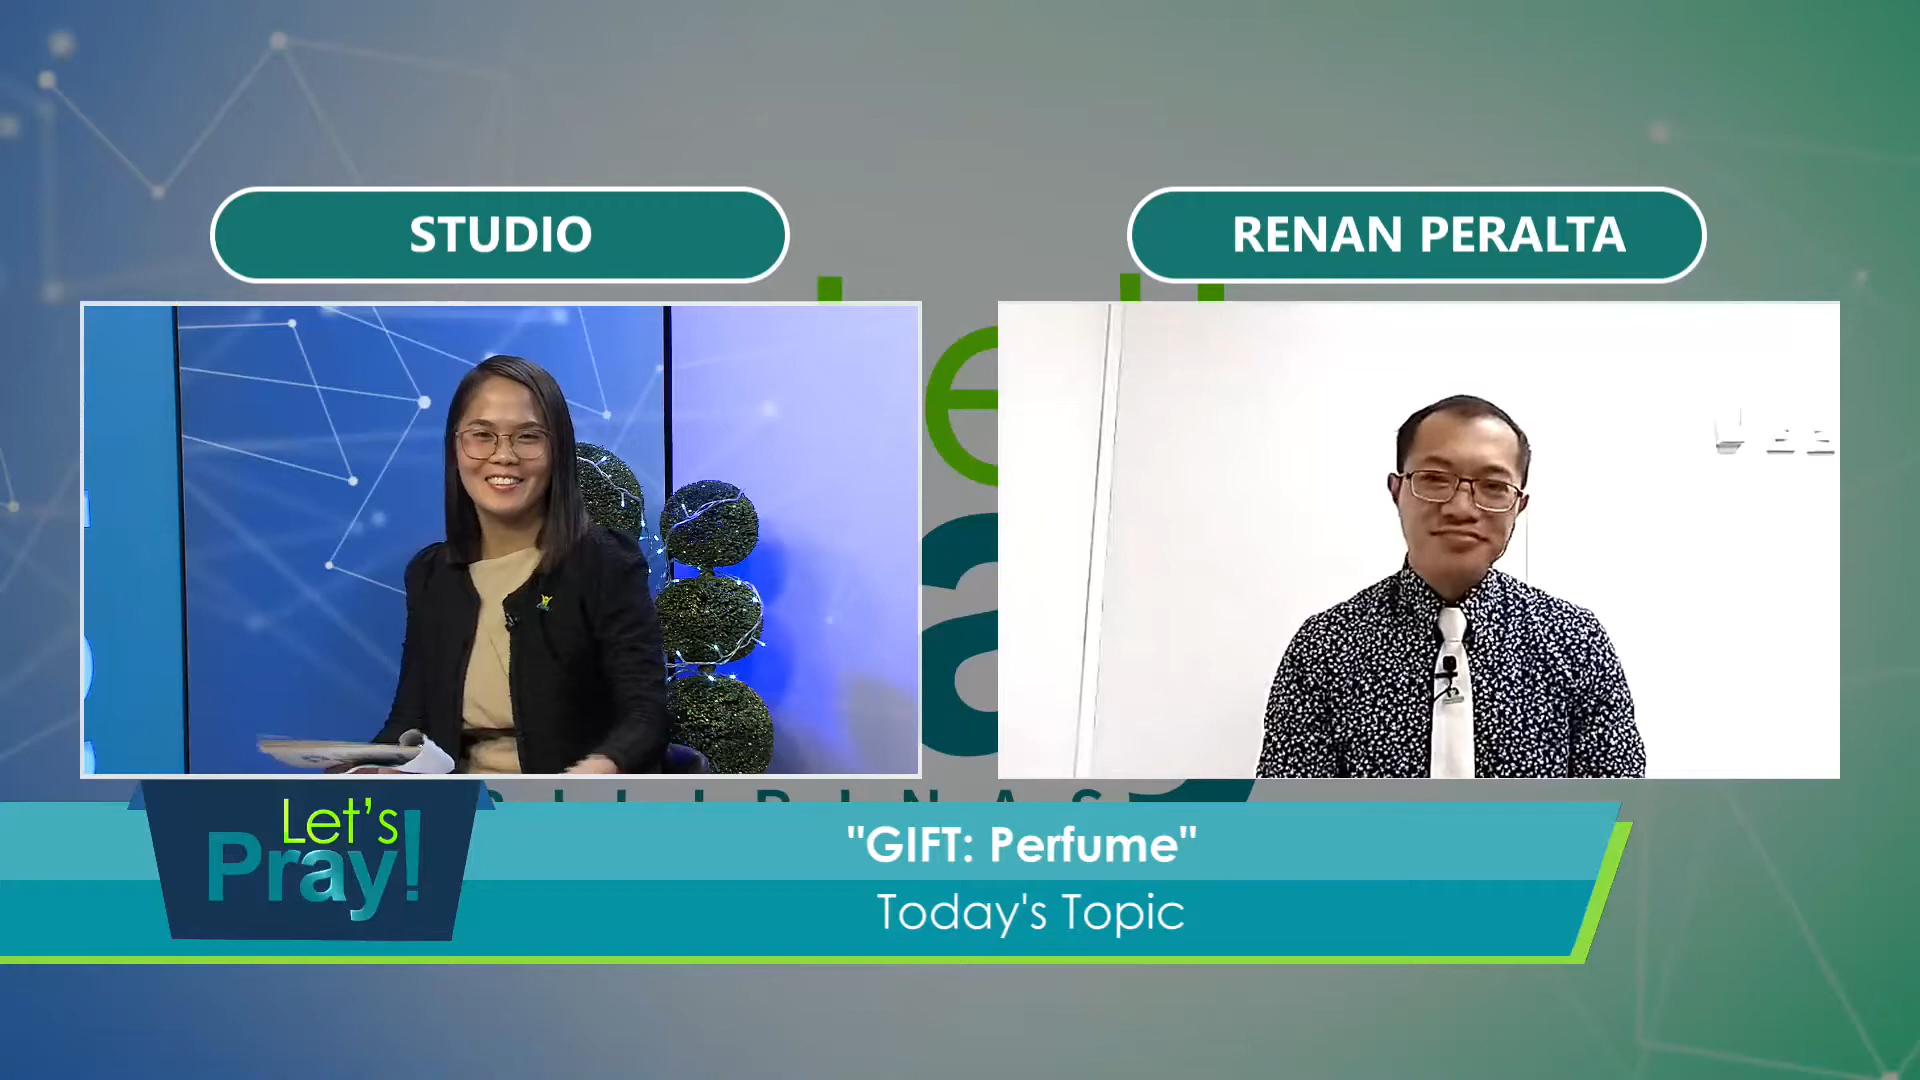 STUDIO
RENAN PERALTA
Let's
Pray!
"GIFT: Perfume"
Today's Topic